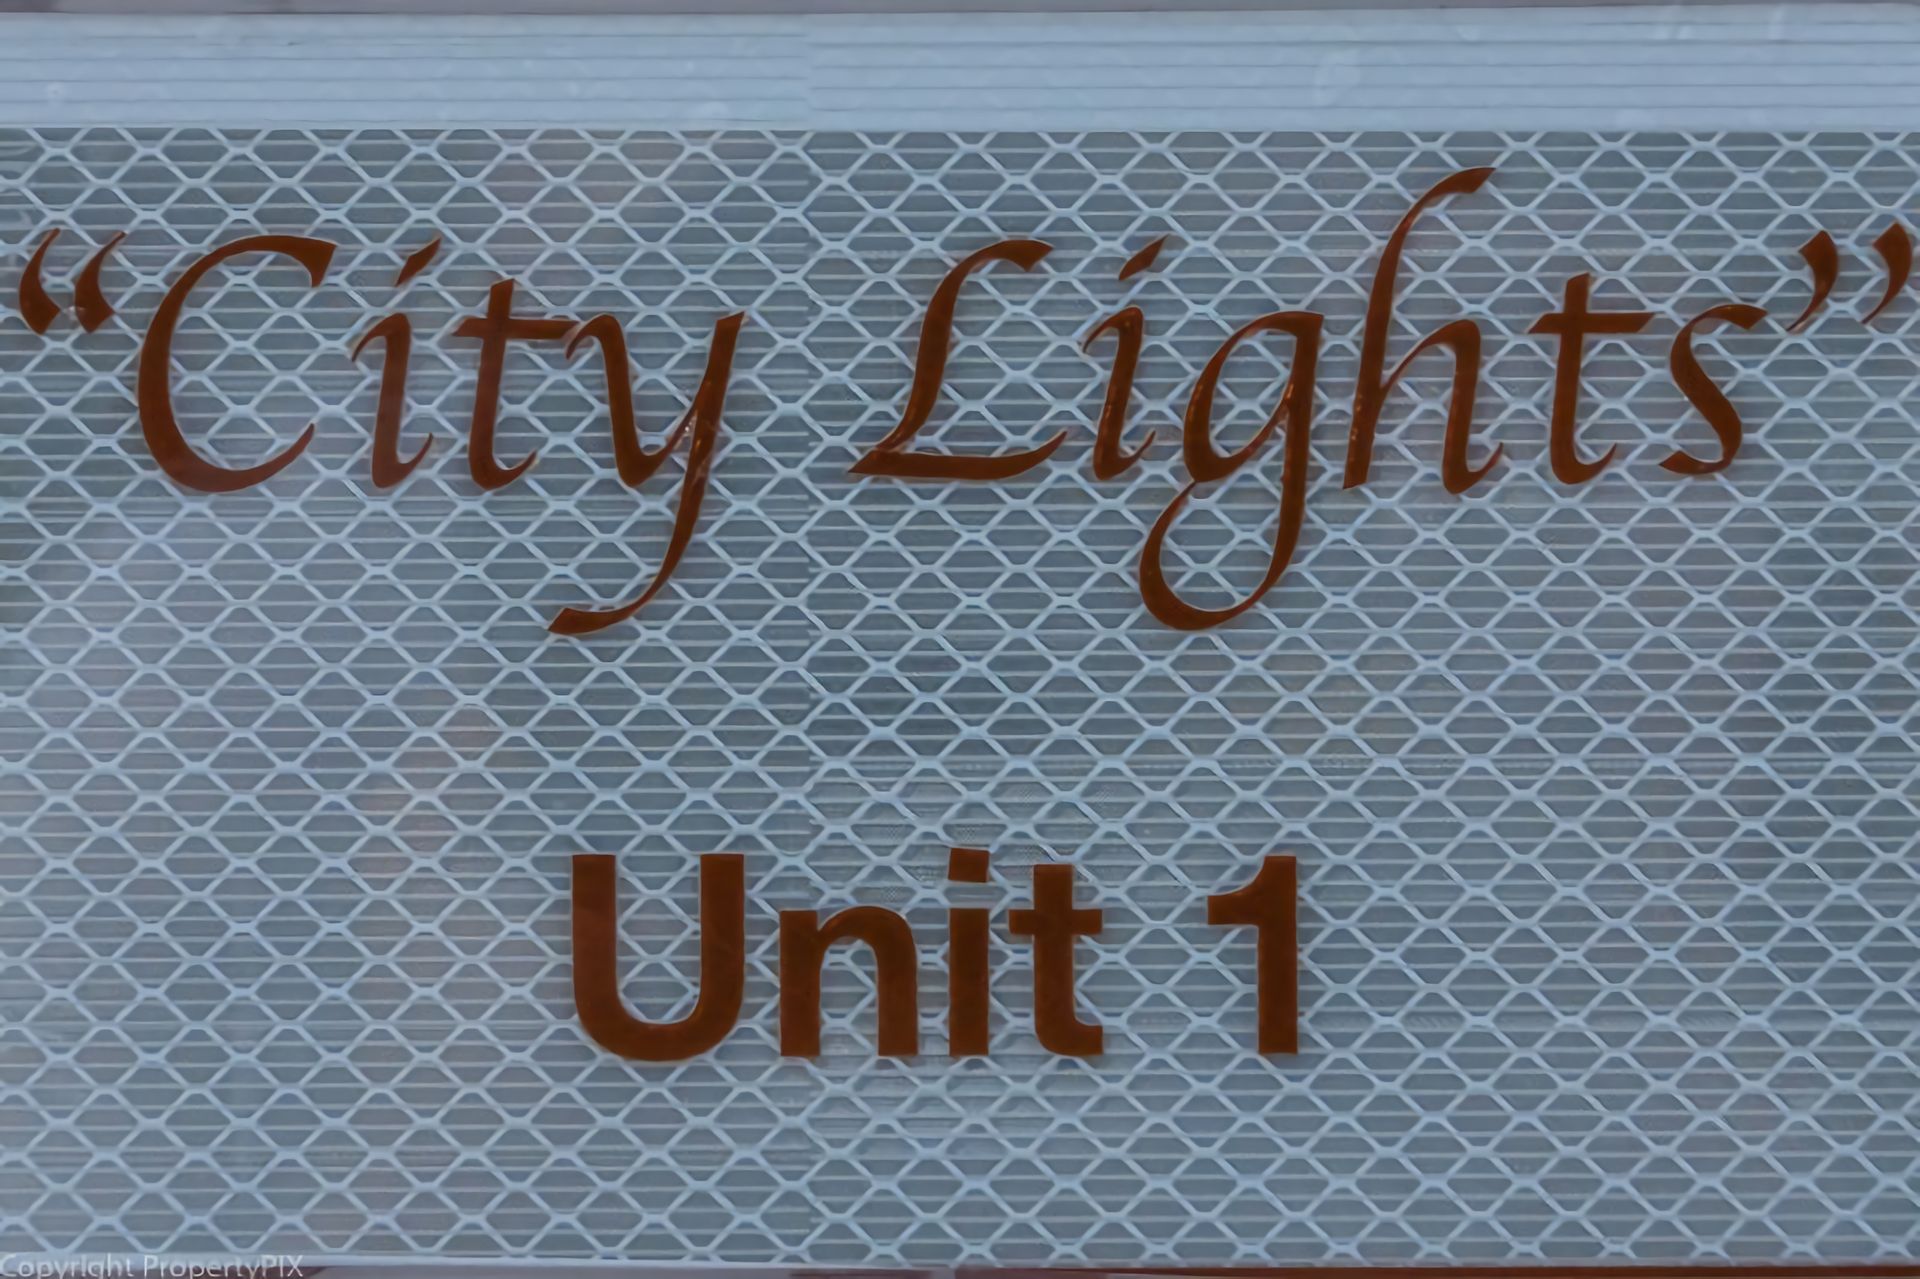 “City Lights”
Unit 1
Copyright PropertyPIX